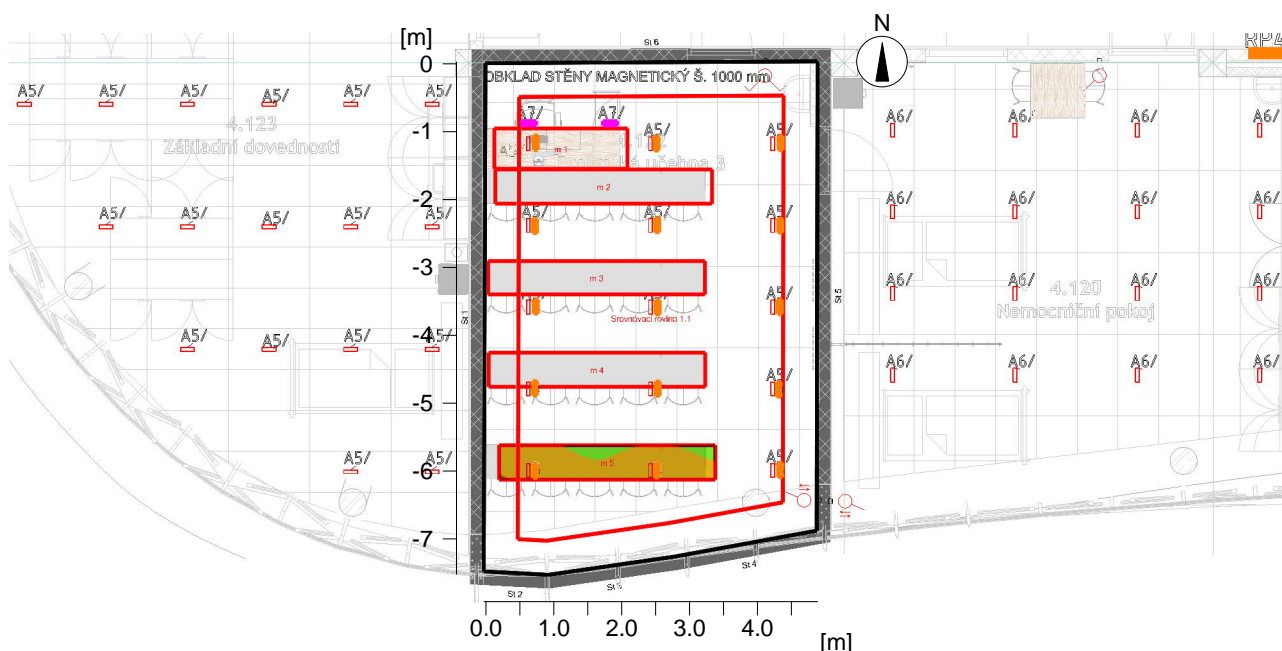 N
[m]
St 6
RP4
0
OBKLAD STĚNY MAGNETICKÝ Š. 1000 mm
A5/ A5/ A5/ A5/ A5/ A5/
A7/ A7/
A6/ A6/ A6/ A6/
4.123
Základní dovednosti
-1
A5/ A5/
m 1
učebna 3
m 2
-2
A5/ A5/ A5/ A5/ A5/
A5/ A5/ A5/
A6/ A6/ A6/ A6/
-3
m 3
A5/ A5/
A6/ A6/ A6/ A6/
4.120
Nemocniční pokoj
St 1
St 5
Srovnávací rovina 1.1
-4
A5/ A5/ A5/ A5/
m 4
A5/
A6/ A6/ A6/ A6/
-5
A5/ A5/
m 5
A5/
-6
-7
St 2
St 3
St 4
0.0 1.0 2.0 3.0 4.0
[m]